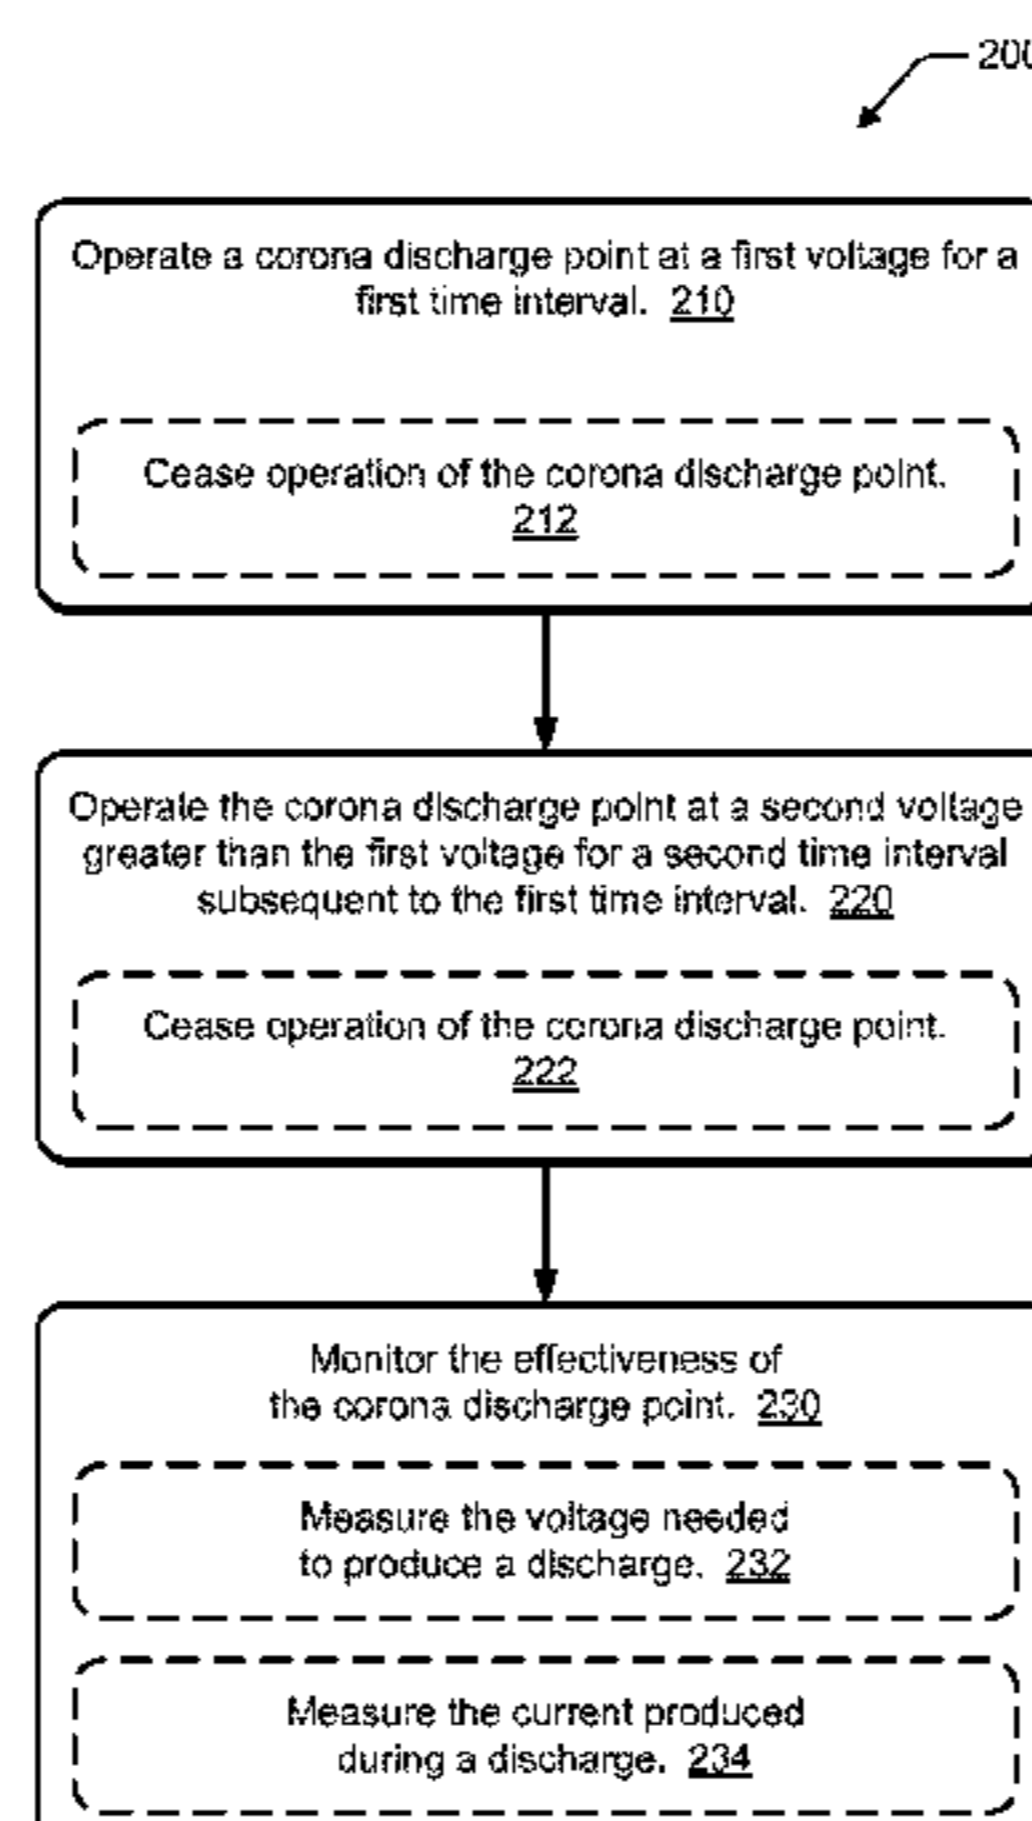 200
Operate a corona discharge point at a first voltage for a
first time interval. 210
Cease operation of the corona discharge point.
212
Operate the corona discharge point at a second voltage
greater than the first voltage for a second time interval
subsequent to the first time interval. 220
Cease operation of the corona discharge point.
222
Monitor the effectiveness of
the corona discharge point. 230
Measure the voltage needed
to produce a discharge. 232
Measure the current produced
during a discharge. 234